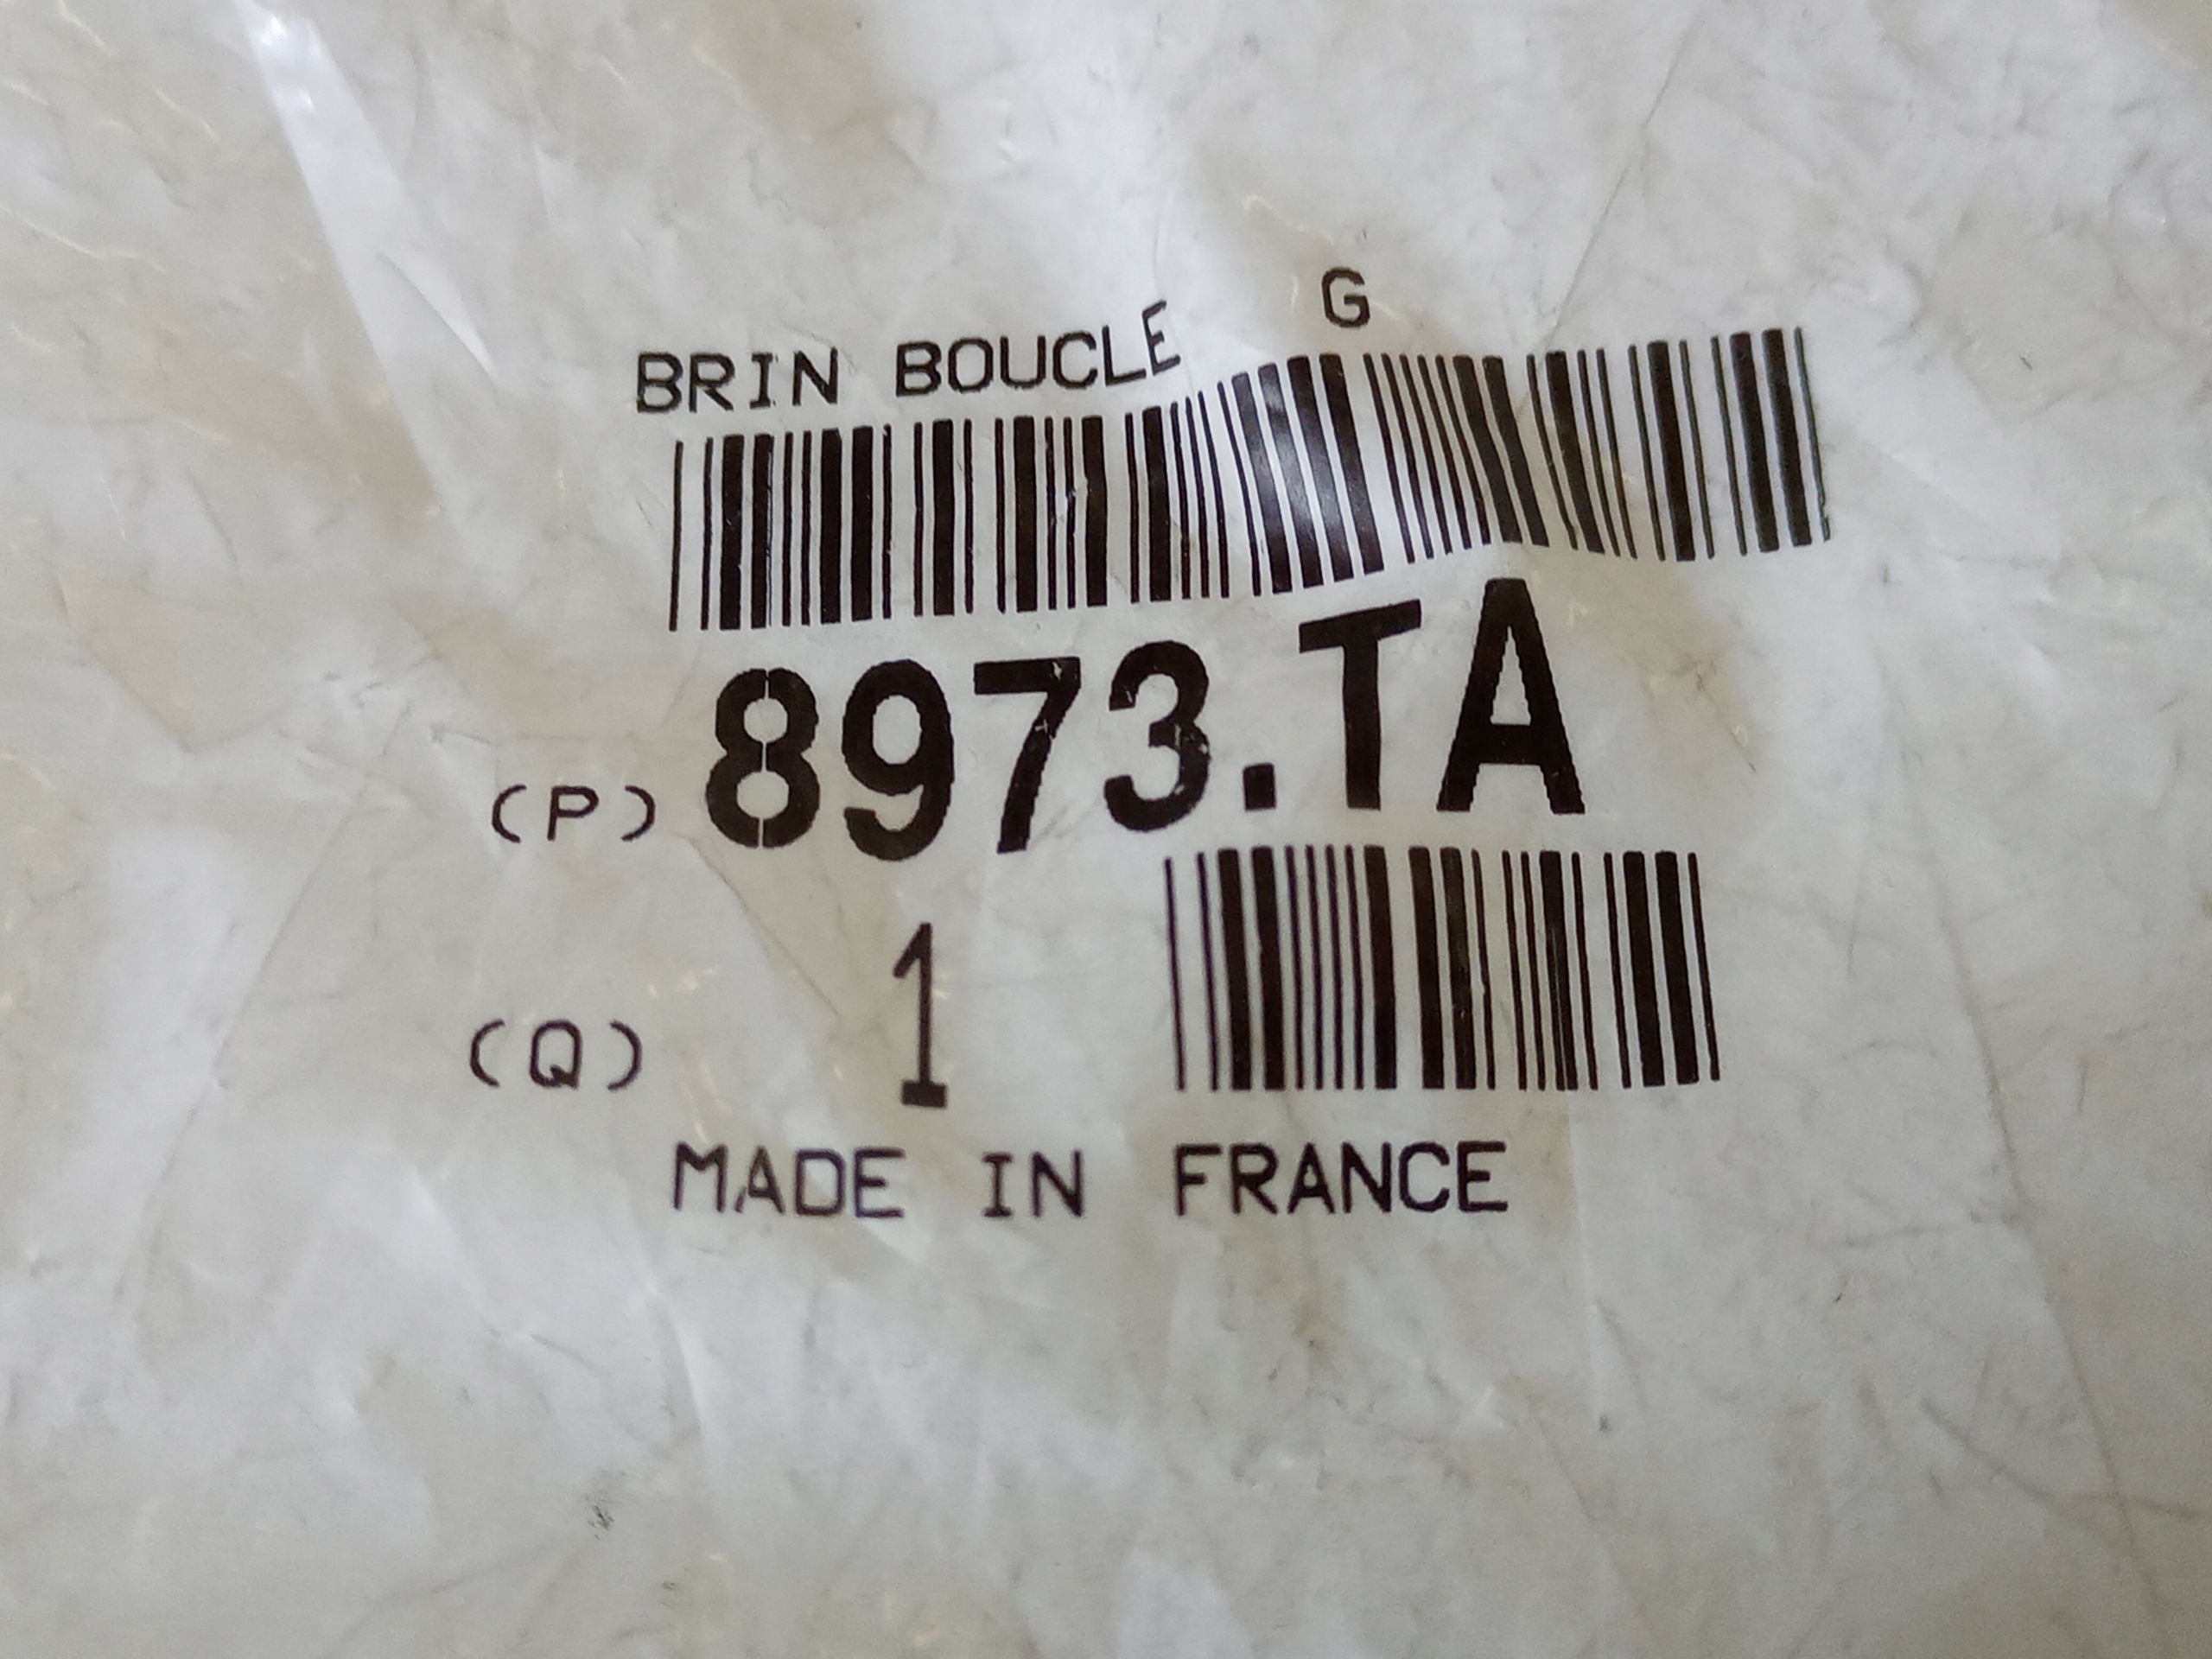 BRIN BOUCLE G
(P) 8973.TA
(Q) 1
MADE IN FRANCE